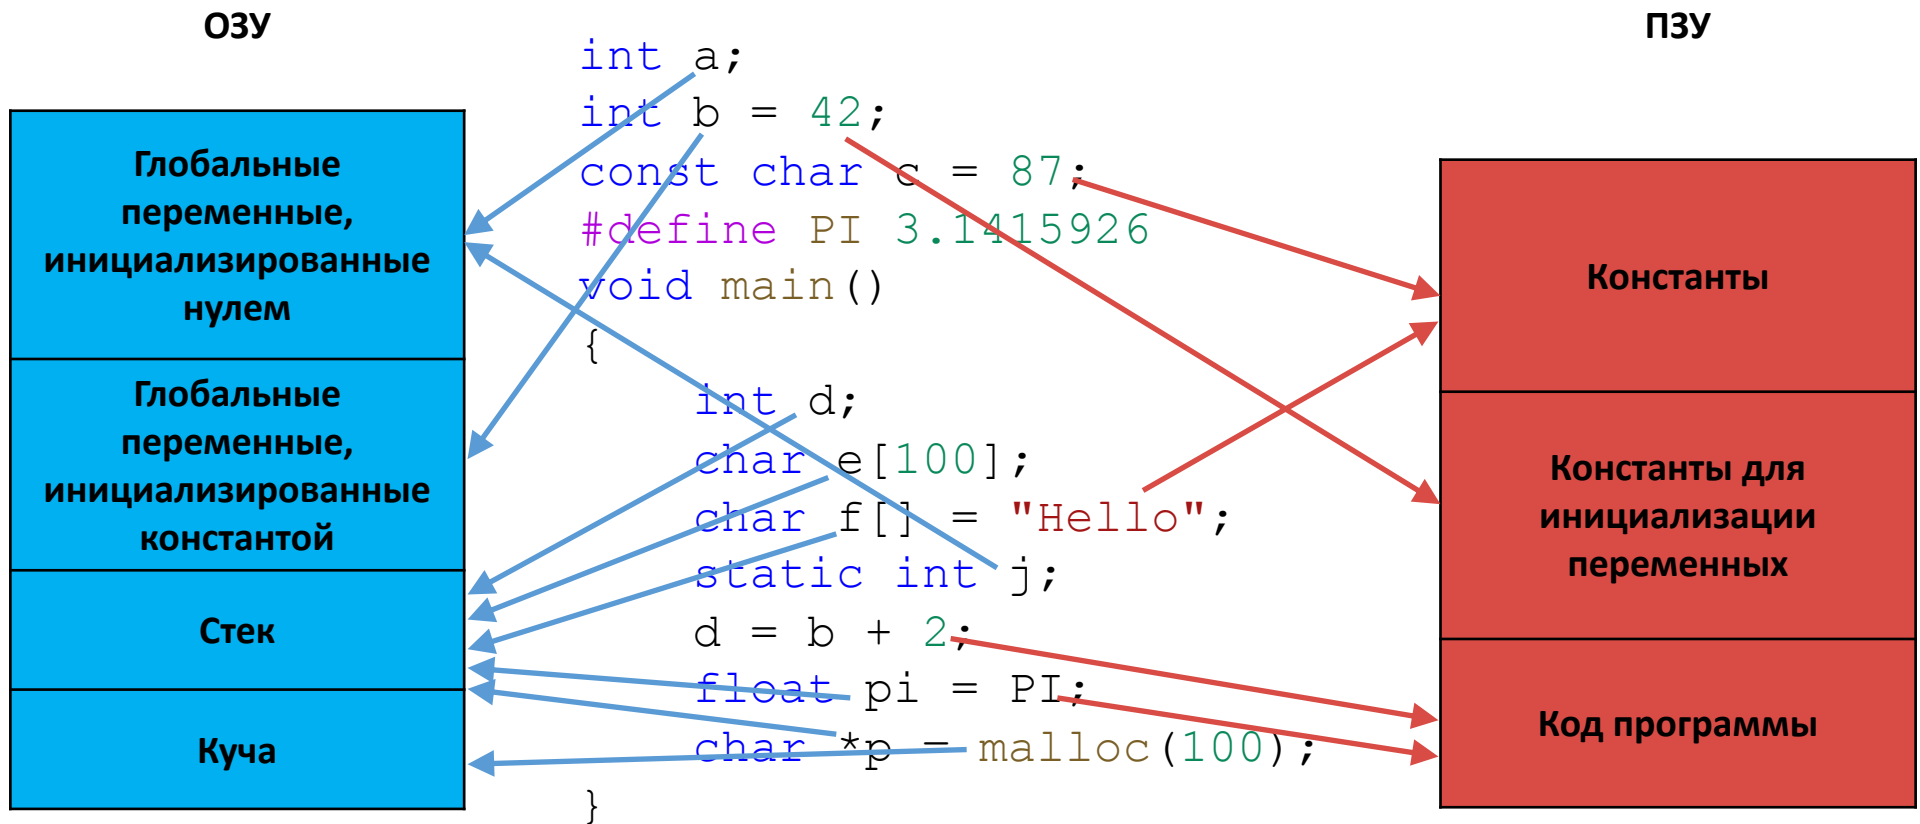 ОЗУ
Глобальные
переменные,
инициализированные
нулем
Глобальные
переменные,
инициализированные
константой
Стек
Куча
int a;
int b = 42;
const char c = 87;
#define PI 3.1415926
void main()
{
int d;
char e[100];
char f[] = "Hello";
static int j;
d = b + 2;
float pi = PI;
char *p = malloc(100);
}
ПЗУ
Константы
Константы для
инициализации
переменных
Код программы